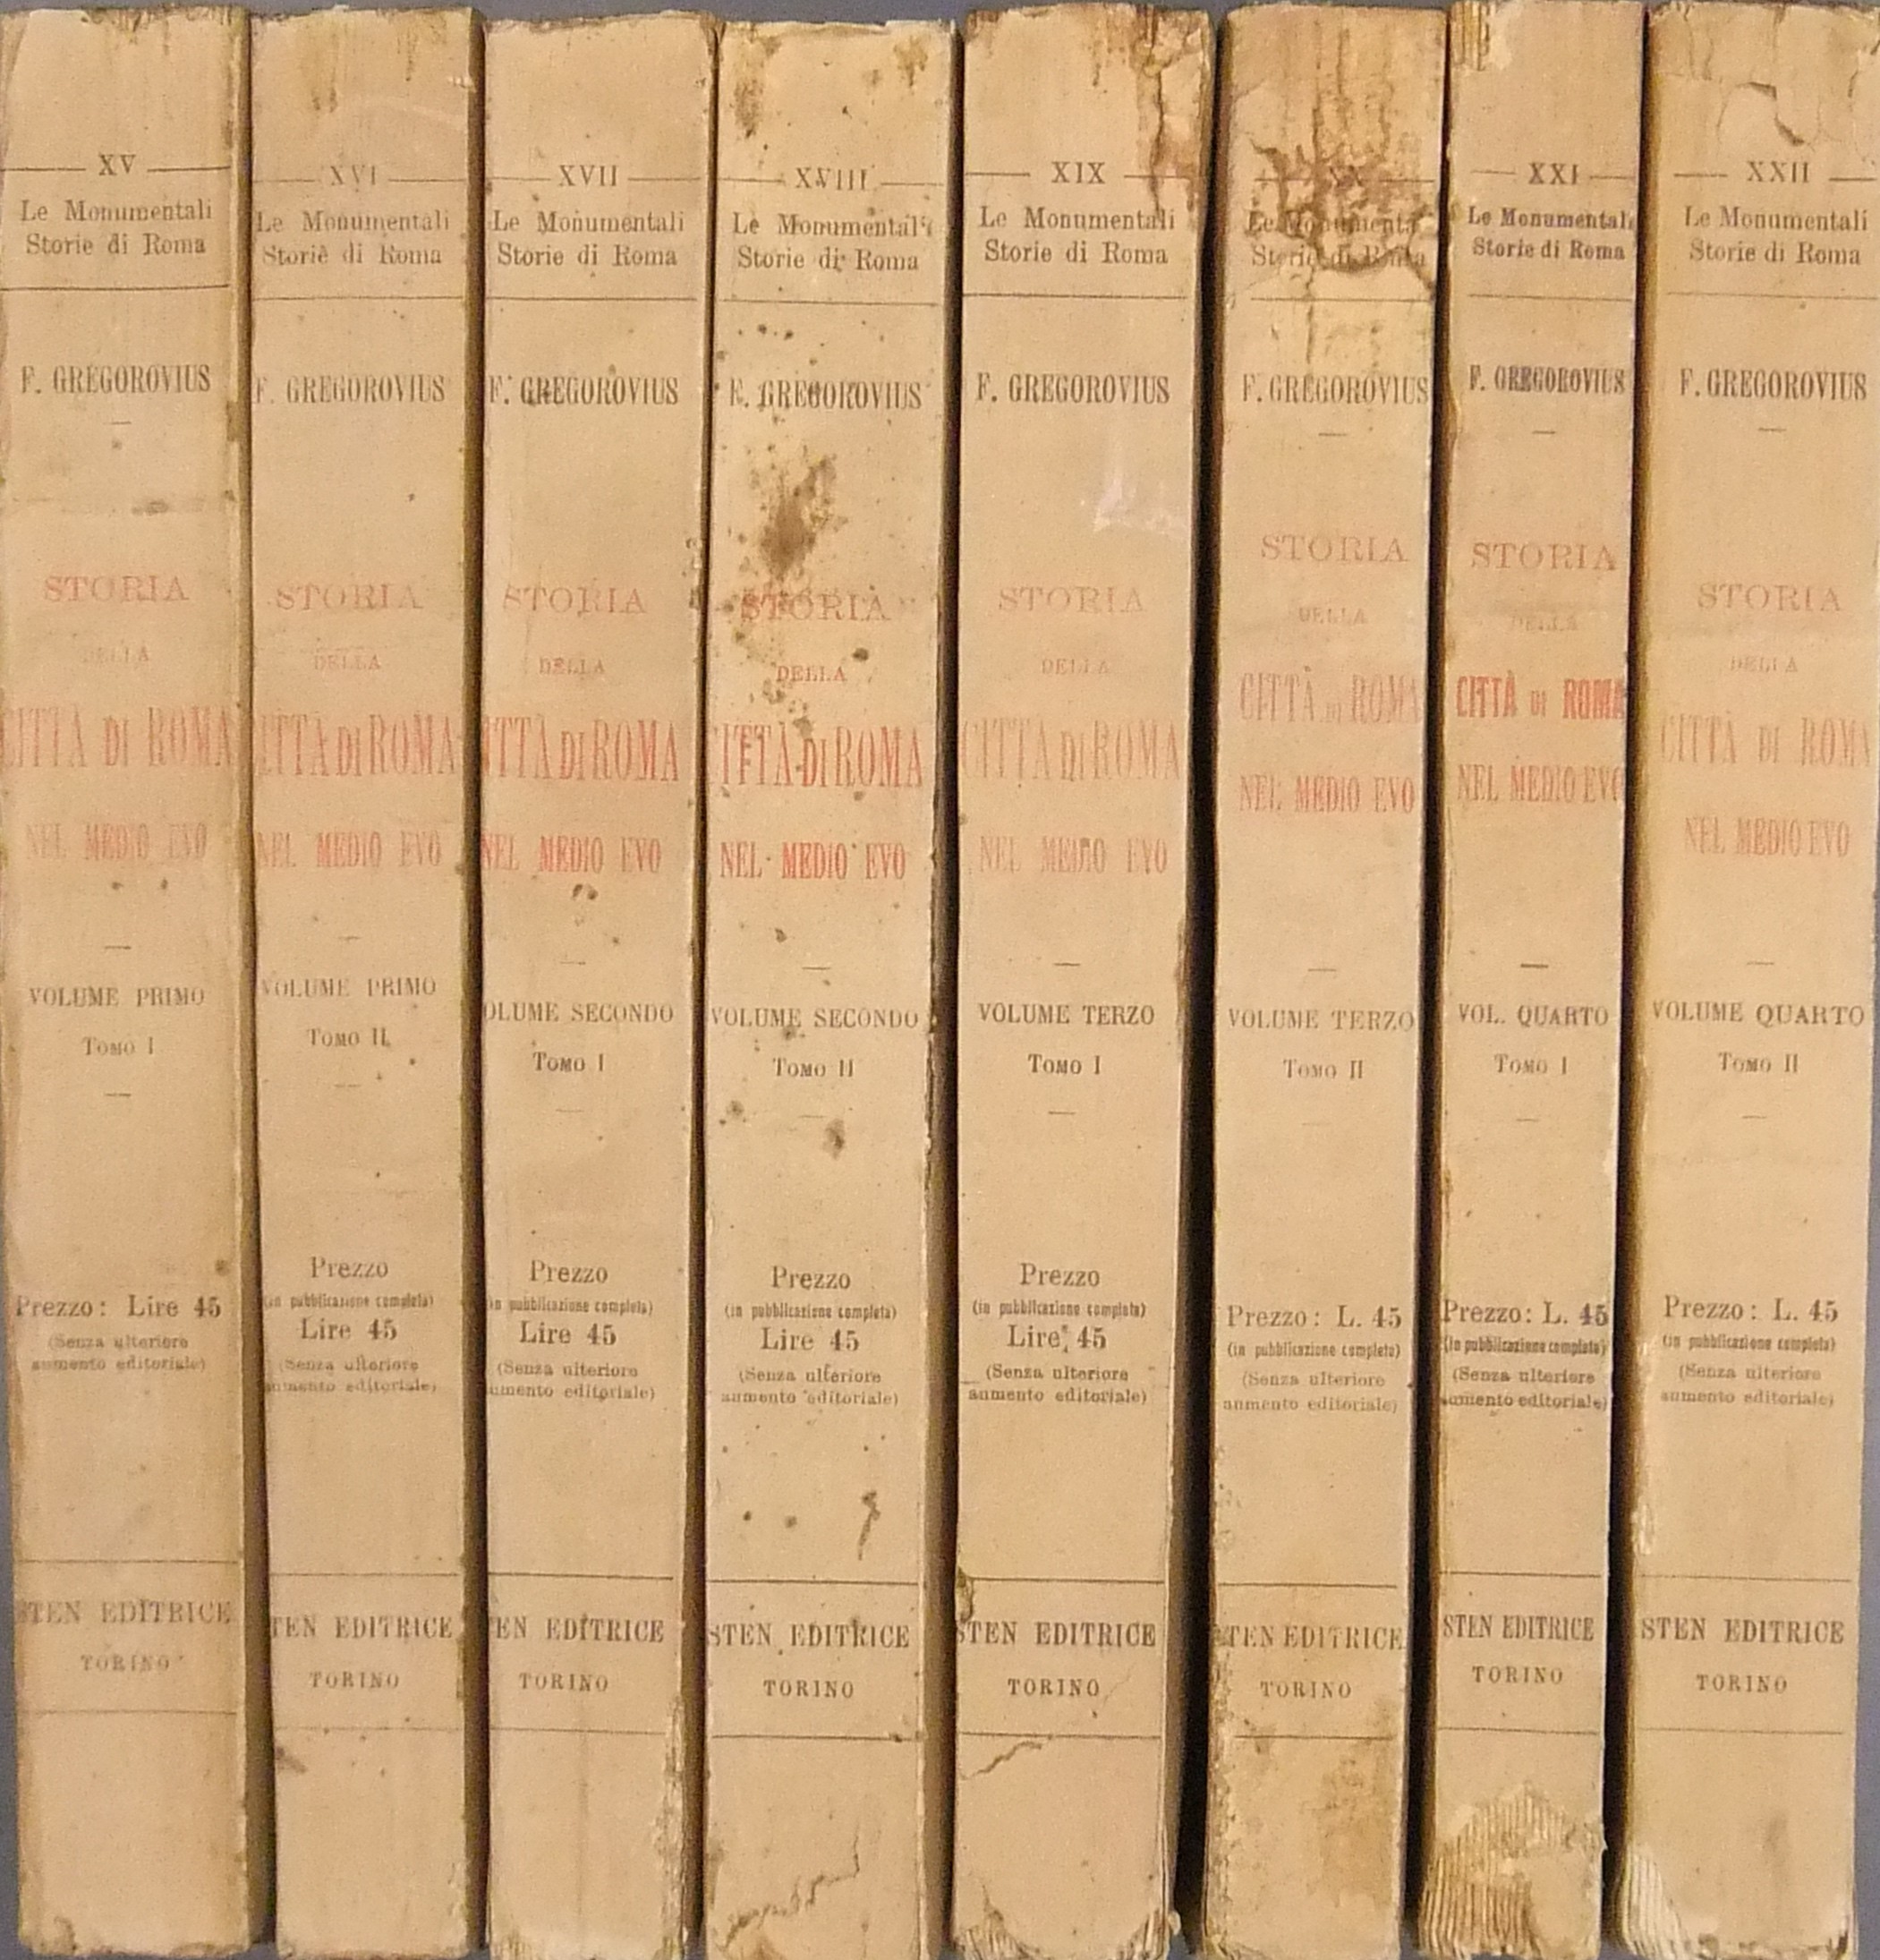 XV
Le Monumentali
Storie di Roma
F. GREGOROVIUS
STORIA
DELLA
CITTÀ DI ROMA
NEL MEDIO EVO
VOLUME PRIMO
Tomo I
Prezzo: Lire 45
(Senza ulteriore
aumento editoriale)
STEN EDITRICE
TORINO
XVI
Le Monumentali
Storie di Roma
F. GREGOROVIUS
STORIA
DELLA
CITTÀ DI ROMA
NEL MEDIO EVO
VOLUME PRIMO
Tomo II
Prezzo
(in pubblicazione completa)
Lire 45
(Senza ulteriore
aumento editoriale)
TEN EDITRICE
TORINO
XVII
Le Monumentali
Storie di Roma
F. GREGOROVIUS
STORIA
DELLA
ITTÀ DI ROMA
NEL MEDIO EVO
OLUME SECONDO
Tomo I
Prezzo
(in pubblicazione completa)
Lire 45
(Senza ulteriore
umento editoriale)
TEN EDITRICE
TORINO
XVIII
Le Monumentali
Storie di Roma
F. GREGOROVIUS
STORIA
DELLA
CITTÀ DI ROMA
NEL MEDIO EVO
VOLUME SECONDO
Tomo II
Prezzo
(in pubblicazione completa)
Lire 45
(Senza ulteriore
aumento editoriale)
STEN EDITRICE
TORINO
XIX
Le Monumentali
Storie di Roma
F. GREGOROVIUS
STORIA
DELLA
CITTÀ DI ROMA
NEL MEDIO EVO
VOLUME TERZO
Tomo I
Prezzo
(in pubblicazione completa)
Lire 45
(Senza ulteriore
aumento editoriale)
STEN EDITRICE
TORINO
XX
Le Monumenta
Storie di Roma
F. GREGOROVIUS
STORIA
DELLA
CITTÀ DI ROMA
NEL MEDIO EVO
VOLUME TERZO
Tomo II
Prezzo: L. 45
(in pubblicazione completa)
(Senza ulteriore
aumento editoriale)
STEN EDITRICE
TORINO
XXI
Le Monumentali
Storie di Roma
F. GREGOROVIUS
STORIA
DELLA
CITTÀ DI ROMA
NEL MEDIO EVO
VOL. QUARTO
Tomo I
Prezzo: L. 45
(in pubblicazione completa)
(Senza ulteriore
aumento editoriale)
STEN EDITRICE
TORINO
XXII
Le Monumentali
Storie di Roma
F. GREGOROVIUS
STORIA
DELLA
CITTÀ DI ROMA
NEL MEDIO EVO
VOLUME QUARTO
Tomo II
Prezzo: L. 45
(in pubblicazione completa)
(Senza ulteriore
aumento editoriale)
STEN EDITRICE
TORINO